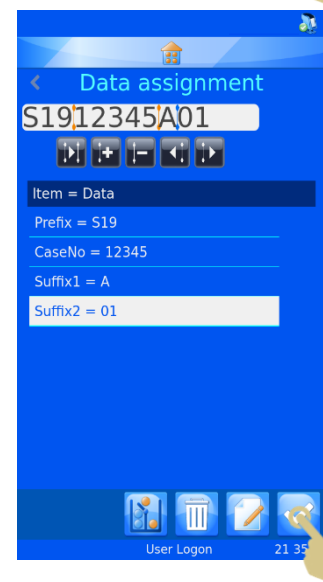 Data assignment
S1912345A01
Item = Data
Prefix = S19
CaseNo = 12345
Suffix1 = A
Suffix2 = 01
User Logon 21 35